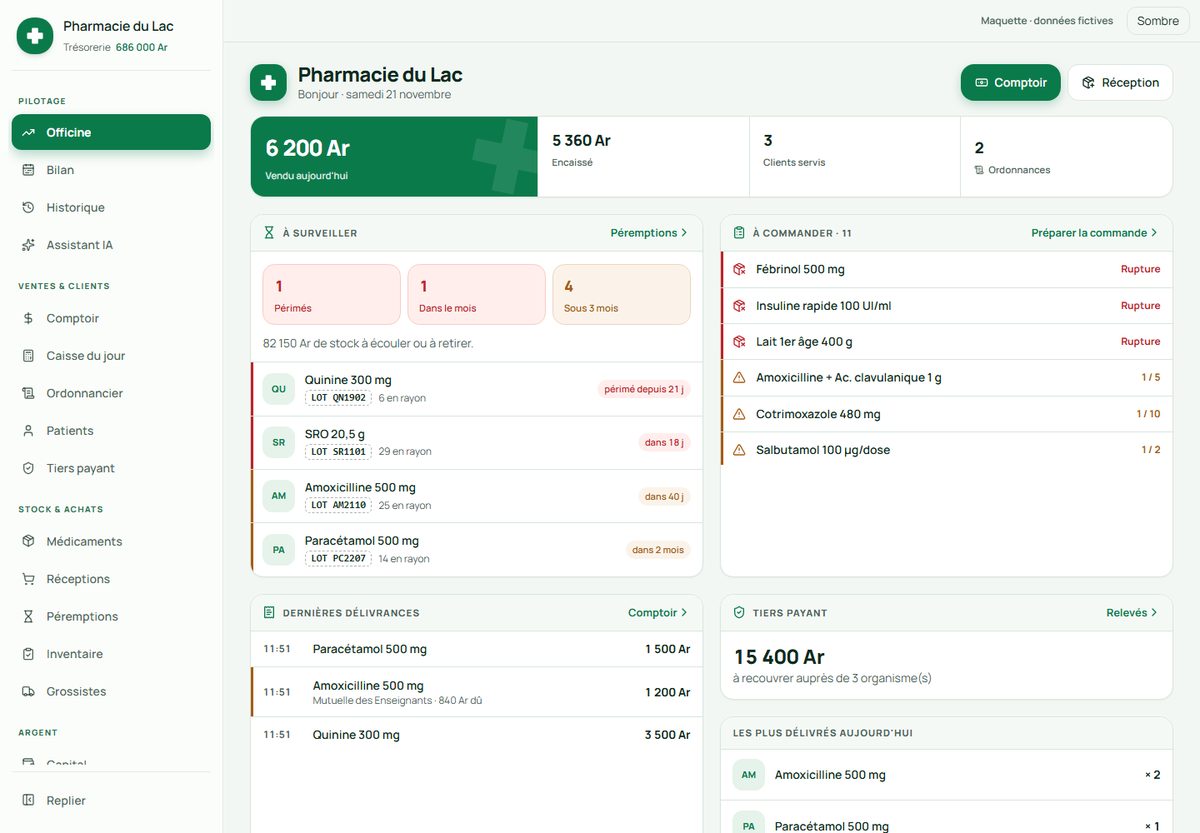 Pharmacie du Lac
Trésorerie 686 000 Ar
PILOTAGE
Officine
Bilan
Historique
Assistant IA
VENTES & CLIENTS
Comptoir
Caisse du jour
Ordonnancier
Patients
Tiers payant
STOCK & ACHATS
Médicaments
Réceptions
Péremptions
Inventaire
Grossistes
ARGENT
Capital
Replier
Maquette · données fictives
Sombre
Pharmacie du Lac
Bonjour · samedi 21 novembre
Comptoir
Réception
6 200 Ar
Vendu aujourd'hui
5 360 Ar
Encaissé
3
Clients servis
2
Ordonnances
À SURVEILLER
Péremptions
1
Périmés
1
Dans le mois
4
Sous 3 mois
82 150 Ar de stock à écouler ou à retirer.
QU
Quinine 300 mg
LOT QN1902 6 en rayon
périmé depuis 21 j
SR
SRO 20,5 g
LOT SR1101 29 en rayon
dans 18 j
AM
Amoxicilline 500 mg
LOT AM2110 25 en rayon
dans 40 j
PA
Paracétamol 500 mg
LOT PC2207 14 en rayon
dans 2 mois
À COMMANDER · 11
Préparer la commande
Fébrinol 500 mg Rupture
Insuline rapide 100 UI/ml Rupture
Lait 1er âge 400 g Rupture
Amoxicilline + Ac. clavulanique 1 g 1 / 5
Cotrimoxazole 480 mg 1 / 10
Salbutamol 100 µg/dose 1 / 2
DERNIÈRES DÉLIVRANCES
Comptoir
11:51 Paracétamol 500 mg 1 500 Ar
11:51 Amoxicilline 500 mg 1 200 Ar
Mutuelle des Enseignants · 840 Ar dû
11:51 Quinine 300 mg 3 500 Ar
TIERS PAYANT
Relevés
15 400 Ar
à recouvrer auprès de 3 organisme(s)
LES PLUS DÉLIVRÉS AUJOURD'HUI
AM Amoxicilline 500 mg × 2
PA Paracétamol 500 mg × 1